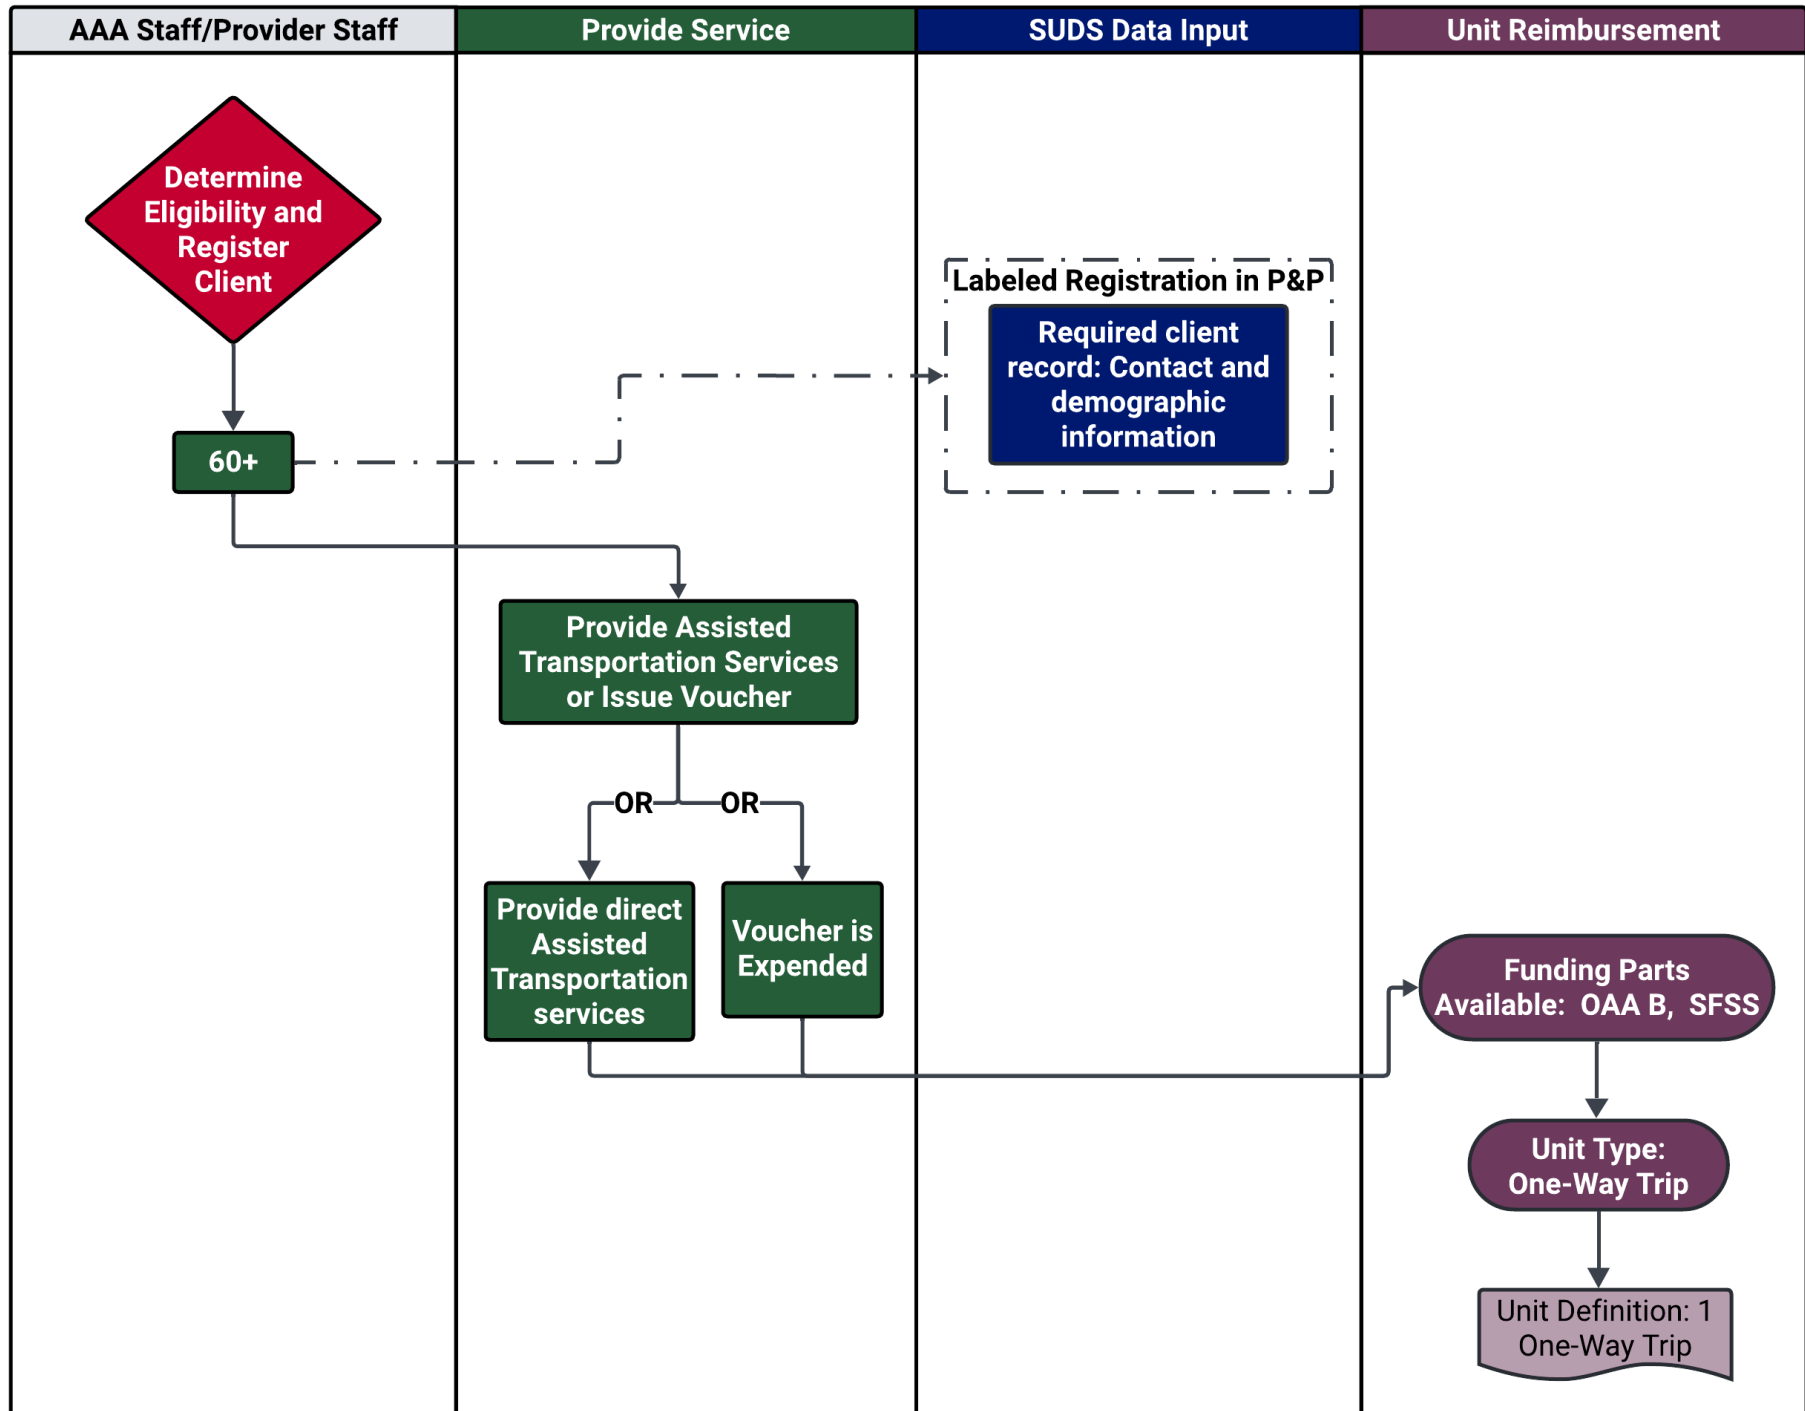 AAA Staff/Provider Staff
Provide Service
SUDS Data Input
Unit Reimbursement
Determine
Eligibility and
Register
Client
60+
Labeled Registration in P&P
Required client
record: Contact and
demographic
information
Provide Assisted
Transportation Services
or Issue Voucher
OR
OR
Provide direct
Assisted
Transportation
services
Voucher is
Expended
Funding Parts
Available: OAA B, SFSS
Unit Type:
One-Way Trip
Unit Definition: 1
One-Way Trip